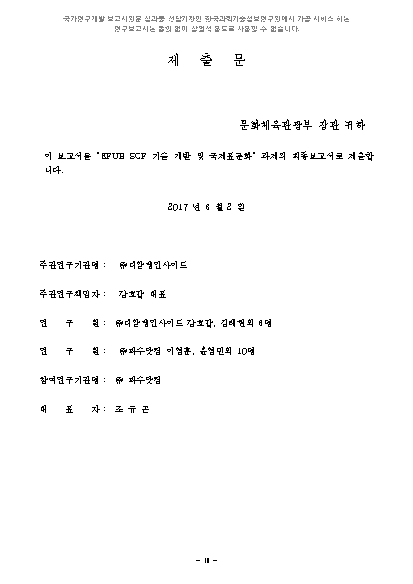 국가연구개발 보고서원문 성과물 전담기관인 한국과학기술정보연구원에서 가공·서비스 하는
연구보고서는 동의 없이 상업적 용도로 사용할 수 없습니다.
제 출 문
문화체육관광부 장관 귀하
이 보고서를 "EPUB SCF 기술 개발 및 국제표준화" 과제의 최종보고서로 제출합
니다.
2017 년 6 월 2 일
주관연구기관명 : ㈜디알엠인사이드
주관연구책임자 : 강호갑 대표
연 구 원 : ㈜디알엠인사이드 강호갑, 김태현외 6명
연 구 원 : ㈜파수닷컴 이영훈, 윤영민외 10명
참여연구기관명 : ㈜ 파수닷컴
대 표 자 : 조 규 곤